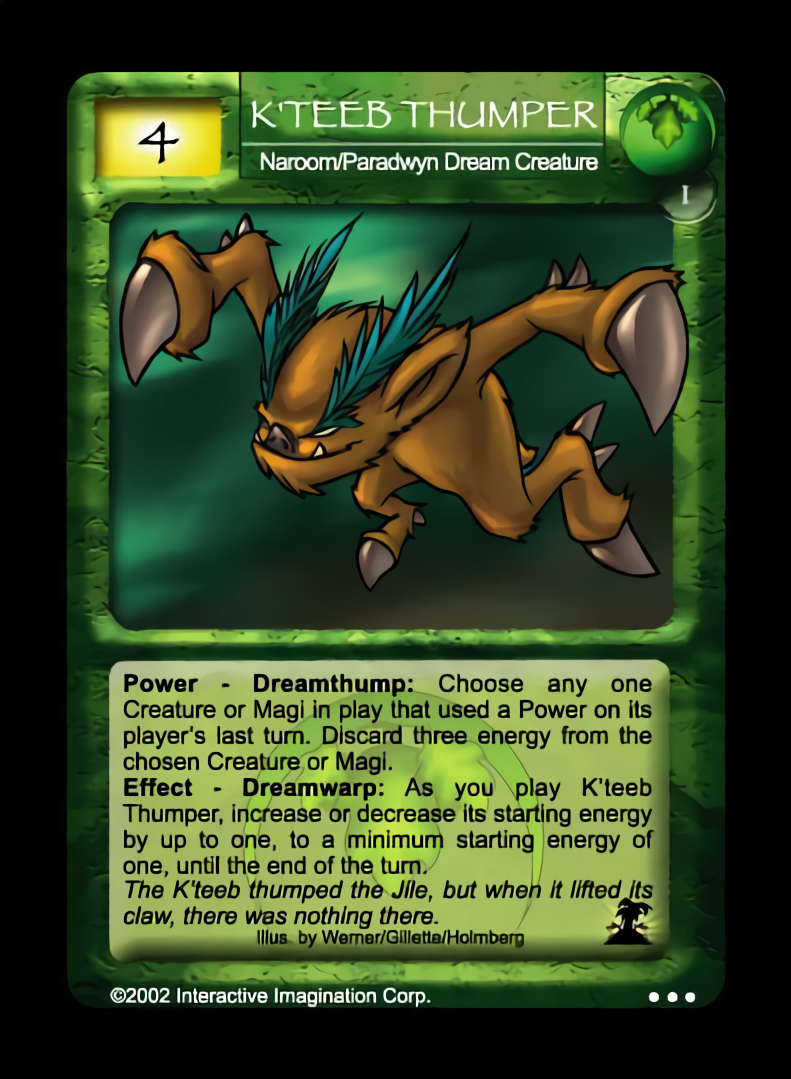 4
K'TEEB THUMPER
Naroom/Paradwyn Dream Creature
I
Power - Dreamthump: Choose any one
Creature or Magi in play that used a Power on its
player's last turn. Discard three energy from the
chosen Creature or Magi.
Effect - Dreamwarp: As you play K'teeb
Thumper, increase or decrease its starting energy
by up to one, to a minimum starting energy of
one, until the end of the turn.
The K'teeb thumped the Jile, but when it lifted its
claw, there was nothing there.
Illus. by Werner/Gillette/Holmberg
©2002 Interactive Imagination Corp.